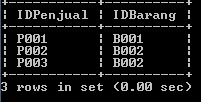 +-----------+----------+
| IDPenjual | IDBarang |
+-----------+----------+
| P001      | B001     |
| P002      | B002     |
| P003      | B002     |
+-----------+----------+
3 rows in set (0.00 sec)